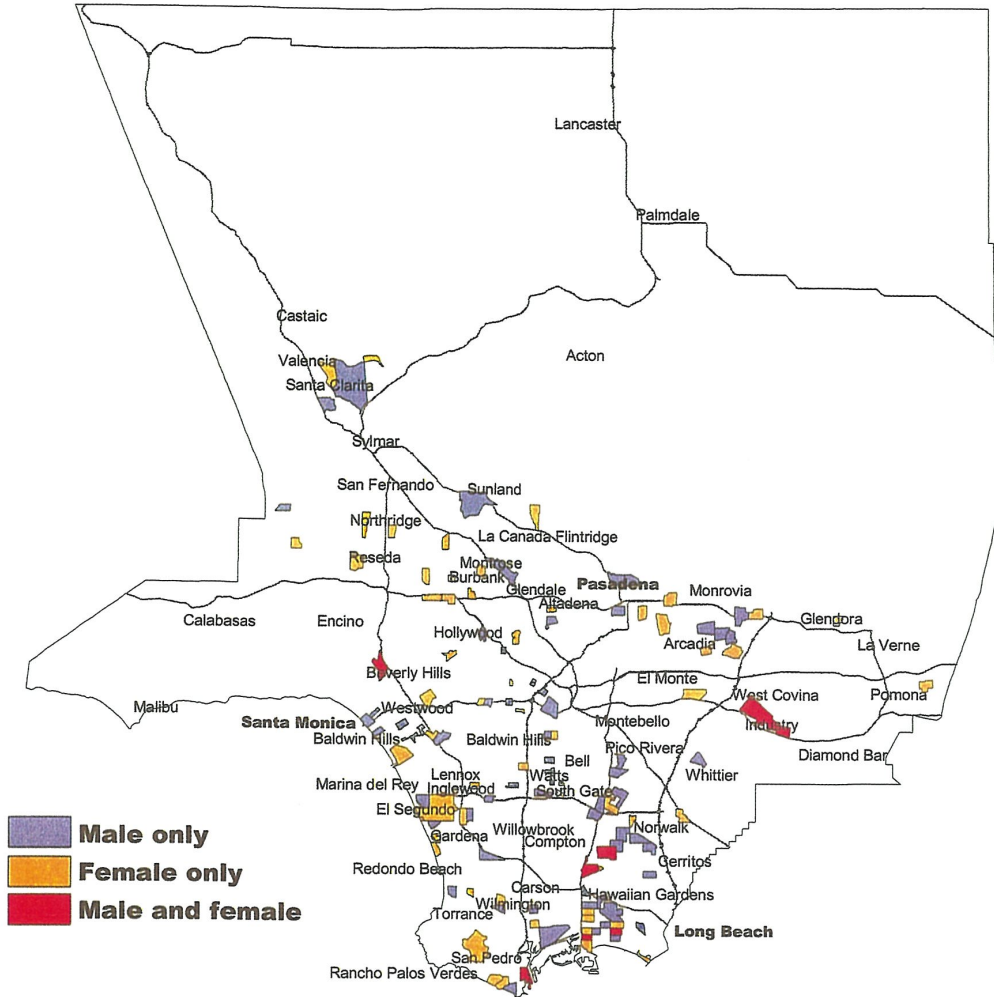 Lancaster
Palmdale
Castaic
Acton
Valencia
Santa Clarita
Sylmar
San Fernando
Sunland
Northridge
La Canada Flintridge
Reseda
Montrose
Burbank
Pasadena
Glendale
Monrovia
Altadena
Calabasas
Encino
Hollywood
Glendora
Arcadia
La Verne
Beverly Hills
El Monte
West Covina
Pomona
Malibu
Westwood
Santa Monica
Montebello
Industry
Baldwin Hills
Baldwin Hills
Pico Rivera
Diamond Bar
Bell
Whittier
Marina del Rey
Lennox
Watts
Inglewood
South Gate
El Segundo
Gardena
Willowbrook
Norwalk
Compton
Redondo Beach
Cerritos
Carson
Hawaiian Gardens
Wilmington
Torrance
Long Beach
San Pedro
Rancho Palos Verdes
Male only
Female only
Male and female